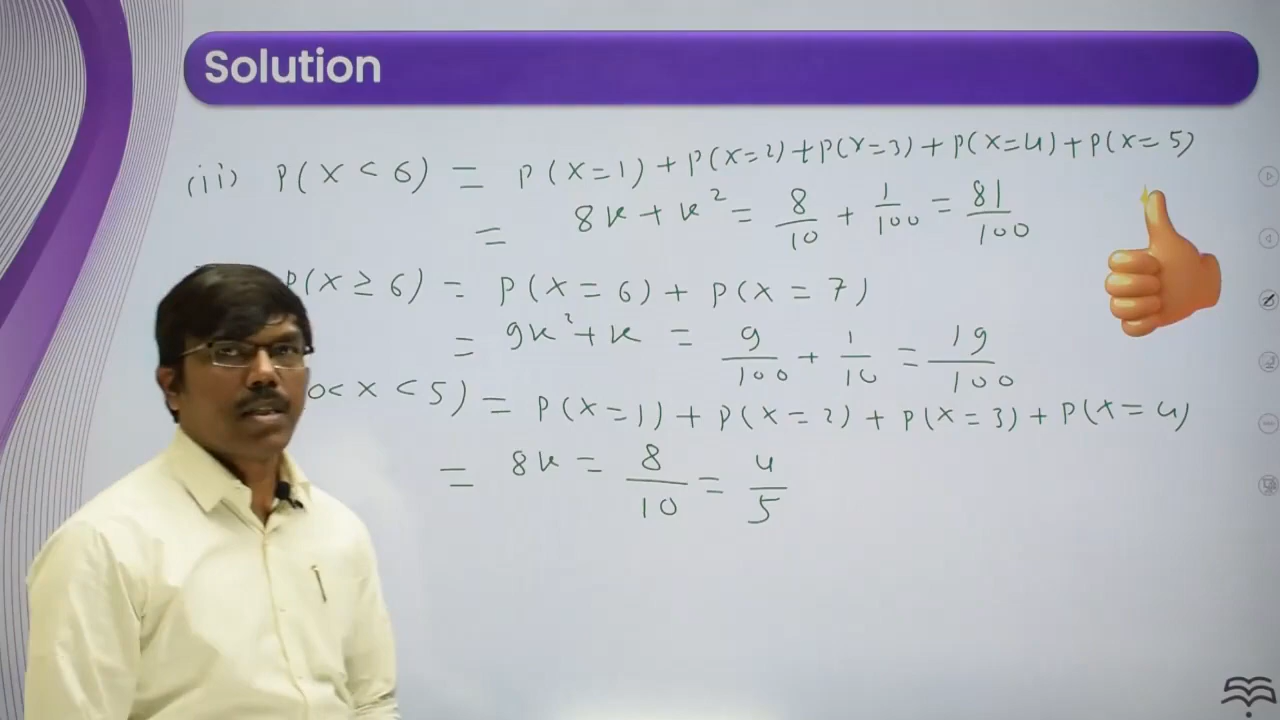 Solution
(ii) P(X < 6) = P(X=1) + P(X=2) + P(X=3) + P(X=4) + P(X=5)
= 8k + k² = 8/10 + 1/100 = 81/100
P(X ≥ 6) = P(X = 6) + P(X = 7)
= 9k² + k = 9/100 + 1/10 = 19/100
0 < X < 5) = P(X=1) + P(X = 2) + P(X = 3) + P(X = 4)
= 8k = 8/10 = 4/5